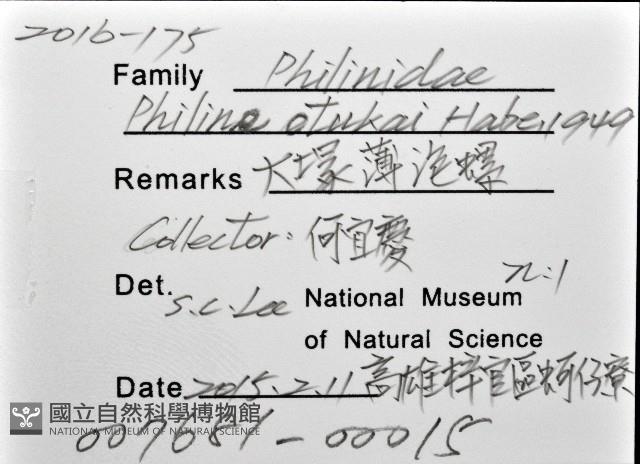 2016-175
Family Philinidae
Philine otukai Habe, 1949
Remarks 大塚薄泡螺
Collector: 何宜慶
Det. S.C. Lee
n:1
National Museum
of Natural Science
Date 2015.2.11 高雄梓官區蚵仔寮
國立自然科學博物館
NATIONAL MUSEUM OF NATURAL SCIENCE
007051-00015